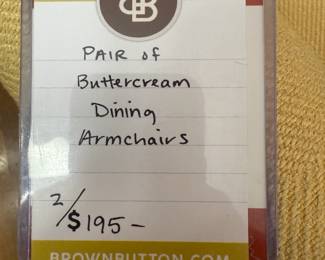 B
PAIR of
Buttercream
Dining
Armchairs
2/$195-
BROWNBUTTON.COM